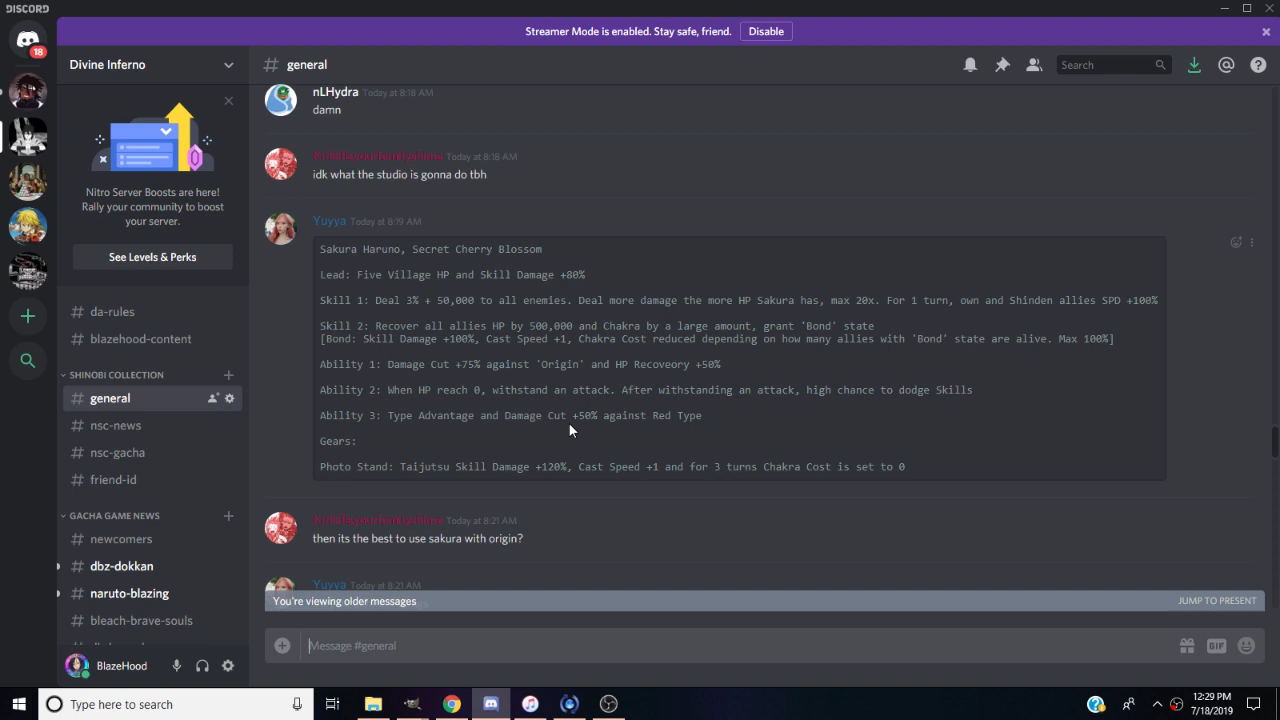 DISCORD
Streamer Mode is enabled. Stay safe, friend.
Disable
18
Divine Inferno
Nitro Server Boosts are here!
Rally your community to boost
your server.
See Levels & Perks
# da-rules
# blazehood-content
SHINOBI COLLECTION
# general
# nsc-news
# nsc-gacha
# friend-id
GACHA GAME NEWS
# newcomers
# dbz-dokkan
# naruto-blazing
# bleach-brave-souls
BlazeHood
# general
Search
nLHydra Today at 8:18 AM
damn
Today at 8:18 AM
idk what the studio is gonna do tbh
Yuyya Today at 8:19 AM
Sakura Haruno, Secret Cherry Blossom
Lead: Five Village HP and Skill Damage +80%
Skill 1: Deal 3% + 50,000 to all enemies. Deal more damage the more HP Sakura has, max 20x. For 1 turn, own and Shinden allies SPD +100%
Skill 2: Recover all allies HP by 500,000 and Chakra by a large amount, grant 'Bond' state
[Bond: Skill Damage +100%, Cast Speed +1, Chakra Cost reduced depending on how many allies with 'Bond' state are alive. Max 100%]
Ability 1: Damage Cut +75% against 'Origin' and HP Recoveory +50%
Ability 2: When HP reach 0, withstand an attack. After withstanding an attack, high chance to dodge Skills
Ability 3: Type Advantage and Damage Cut +50% against Red Type
Gears:
Photo Stand: Taijutsu Skill Damage +120%, Cast Speed +1 and for 3 turns Chakra Cost is set to 0
Today at 8:21 AM
then its the best to use sakura with origin?
Yuyya Today at 8:21 AM
You're viewing older messages
JUMP TO PRESENT
Message #general
GIF
Type here to search
12:29 PM
7/18/2019